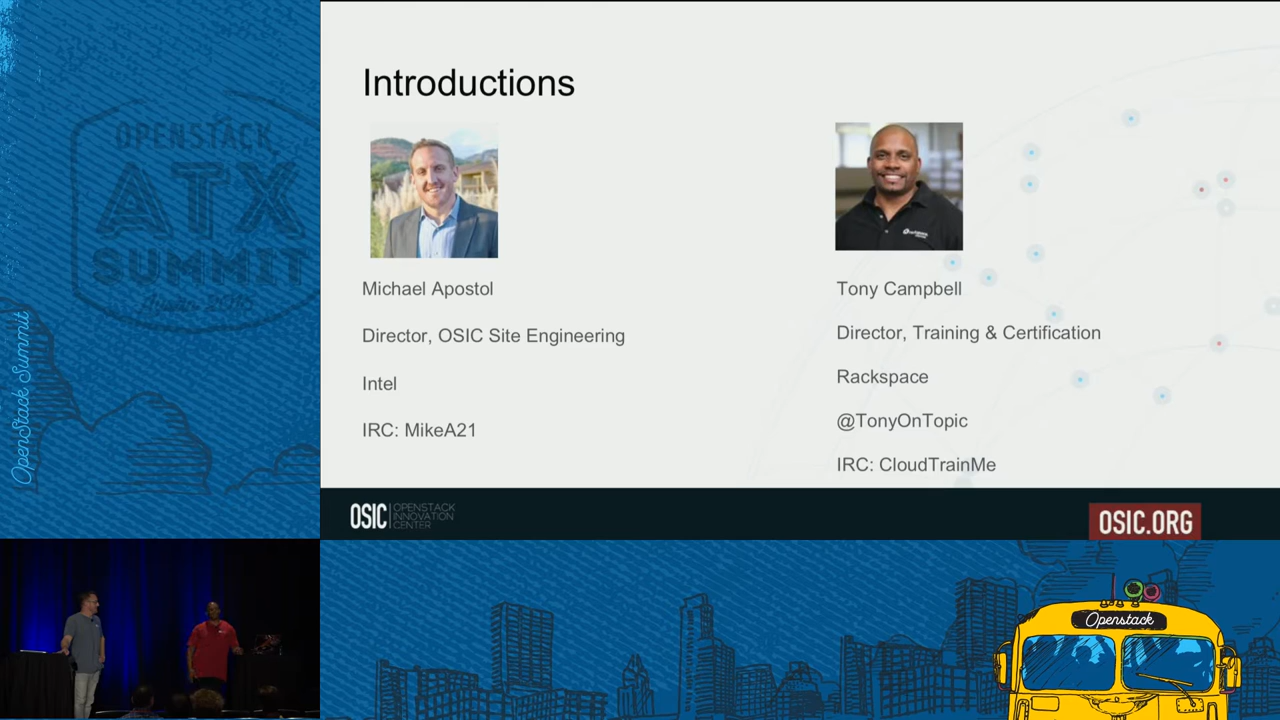 OPENSTACK
ATX
SUMMIT
OpenStack Summit
Introductions
Michael Apostol
Director, OSIC Site Engineering
Intel
IRC: MikeA21
Tony Campbell
Director, Training & Certification
Rackspace
@TonyOnTopic
IRC: CloudTrainMe
OSIC OPENSTACK
INNOVATION
CENTER
OSIC.ORG
Openstack